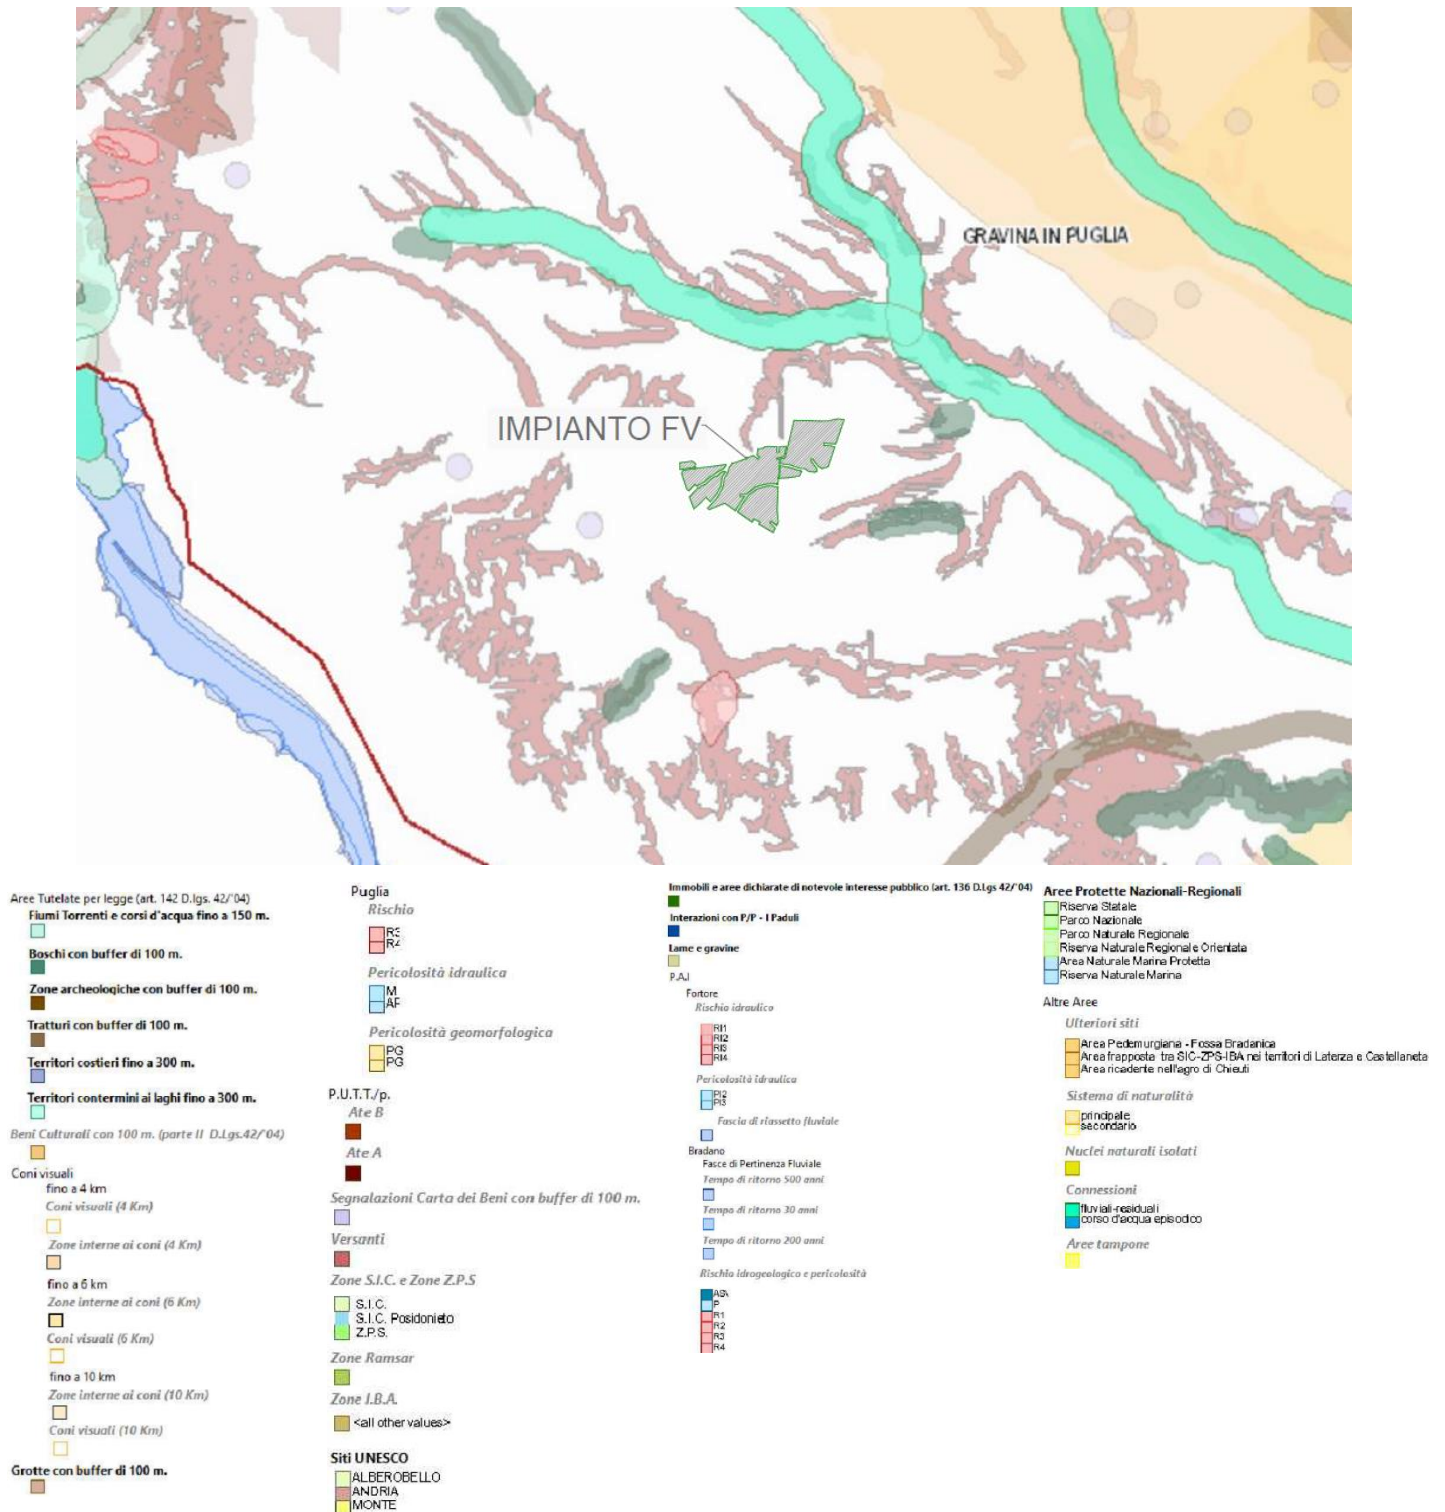 GRAVINA IN PUGLIA
IMPIANTO FV
Aree Tutelate per legge (art. 142 D.lgs. 42/'04)
Fiumi Torrenti e corsi d'acqua fino a 150 m.
Boschi con buffer di 100 m.
Zone archeologiche con buffer di 100 m.
Tratturi con buffer di 100 m.
Territori costieri fino a 300 m.
Territori contermini ai laghi fino a 300 m.
Beni Culturali con 100 m. (parte II D.Lgs.42/'04)
Coni visuali
fino a 4 km
Coni visuali (4 Km)
Zone interne ai coni (4 Km)
fino a 6 km
Zone interne ai coni (6 Km)
Coni visuali (6 Km)
fino a 10 km
Zone interne ai coni (10 Km)
Coni visuali (10 Km)
Grotte con buffer di 100 m.
Puglia
Rischio
R3
R4
Pericolosità idraulica
M
AP
Pericolosità geomorfologica
PG
PG
P.U.T.T./p.
Ate B
Ate A
Segnalazioni Carta dei Beni con buffer di 100 m.
Versanti
Zone S.I.C. e Zone Z.P.S
S.I.C.
S.I.C. Posidonieto
Z.P.S.
Zone Ramsar
Zone I.B.A.
<all other values>
Siti UNESCO
ALBEROBELLO
ANDRIA
MONTE
Immobili e aree dichiarate di notevole interesse pubblico (art. 136 D.Lgs 42/'04)
Interazioni con P/P - I Paduli
Lame e gravine
P.A.I
Fortore
Rischio idraulico
RI1
RI2
RI3
RI4
Pericolosità idraulica
PI2
PI3
Fascia di riassetto fluviale
Bradano
Fasce di Pertinenza Fluviale
Tempo di ritorno 500 anni
Tempo di ritorno 30 anni
Tempo di ritorno 200 anni
Rischio idrogeologico e pericolosità
ASV
P
R1
R2
R3
R4
Aree Protette Nazionali-Regionali
Riserva Statale
Parco Nazionale
Parco Naturale Regionale
Riserva Naturale Regionale Orientata
Area Naturale Marina Protetta
Riserva Naturale Marina
Altre Aree
Ulteriori siti
Area Pedemurgiana - Fossa Bradanica
Area frapposta tra SIC-ZPS-IBA nei territori di Laterza e Castellaneta
Area ricadente nell'agro di Chieuti
Sistema di naturalità
principale
secondario
Nuclei naturali isolati
Connessioni
fluviali-residuali
corso d'acqua episodico
Aree tampone